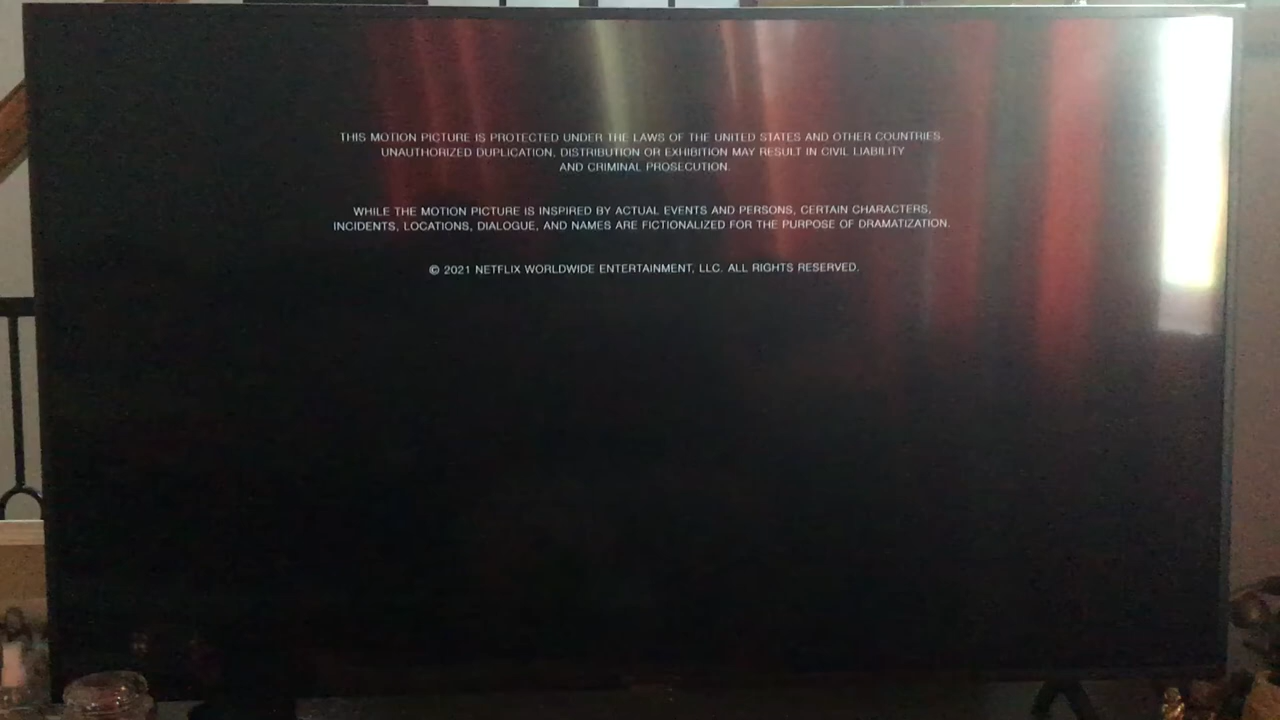 THIS MOTION PICTURE IS PROTECTED UNDER THE LAWS OF THE UNITED STATES AND OTHER COUNTRIES.
UNAUTHORIZED DUPLICATION, DISTRIBUTION OR EXHIBITION MAY RESULT IN CIVIL LIABILITY
AND CRIMINAL PROSECUTION.
WHILE THE MOTION PICTURE IS INSPIRED BY ACTUAL EVENTS AND PERSONS, CERTAIN CHARACTERS,
INCIDENTS, LOCATIONS, DIALOGUE, AND NAMES ARE FICTIONALIZED FOR THE PURPOSE OF DRAMATIZATION.
© 2021 NETFLIX WORLDWIDE ENTERTAINMENT, LLC. ALL RIGHTS RESERVED.